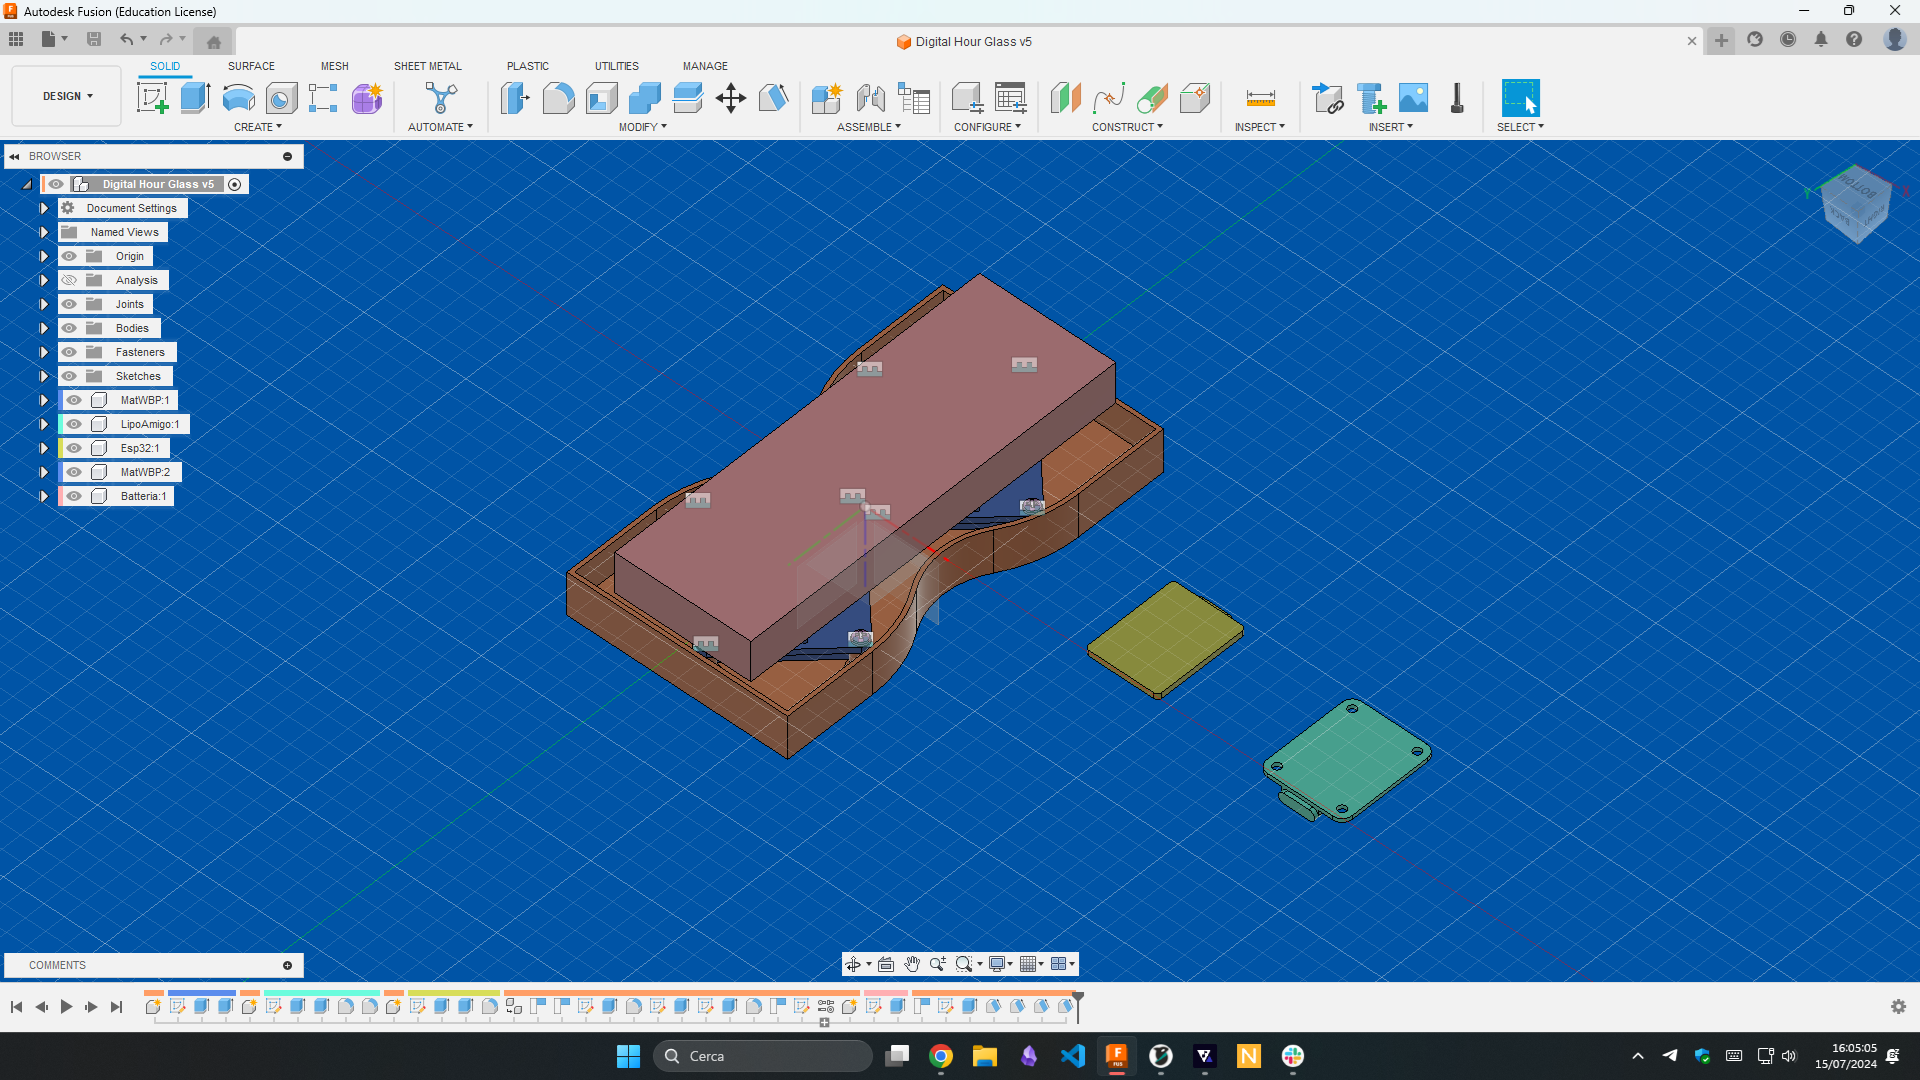 Autodesk Fusion (Education License)
Digital Hour Glass v5
DESIGN
SOLID
SURFACE
MESH
SHEET METAL
PLASTIC
UTILITIES
MANAGE
CREATE
AUTOMATE
MODIFY
ASSEMBLE
CONFIGURE
CONSTRUCT
INSPECT
INSERT
SELECT
BROWSER
Digital Hour Glass v5
Document Settings
Named Views
Origin
Analysis
Joints
Bodies
Fasteners
Sketches
MatWBP:1
LipoAmigo:1
Esp32:1
MatWBP:2
Batteria:1
BOTTOM
BACK
RIGHT
Y
X
COMMENTS
Cerca
16:05:05
15/07/2024